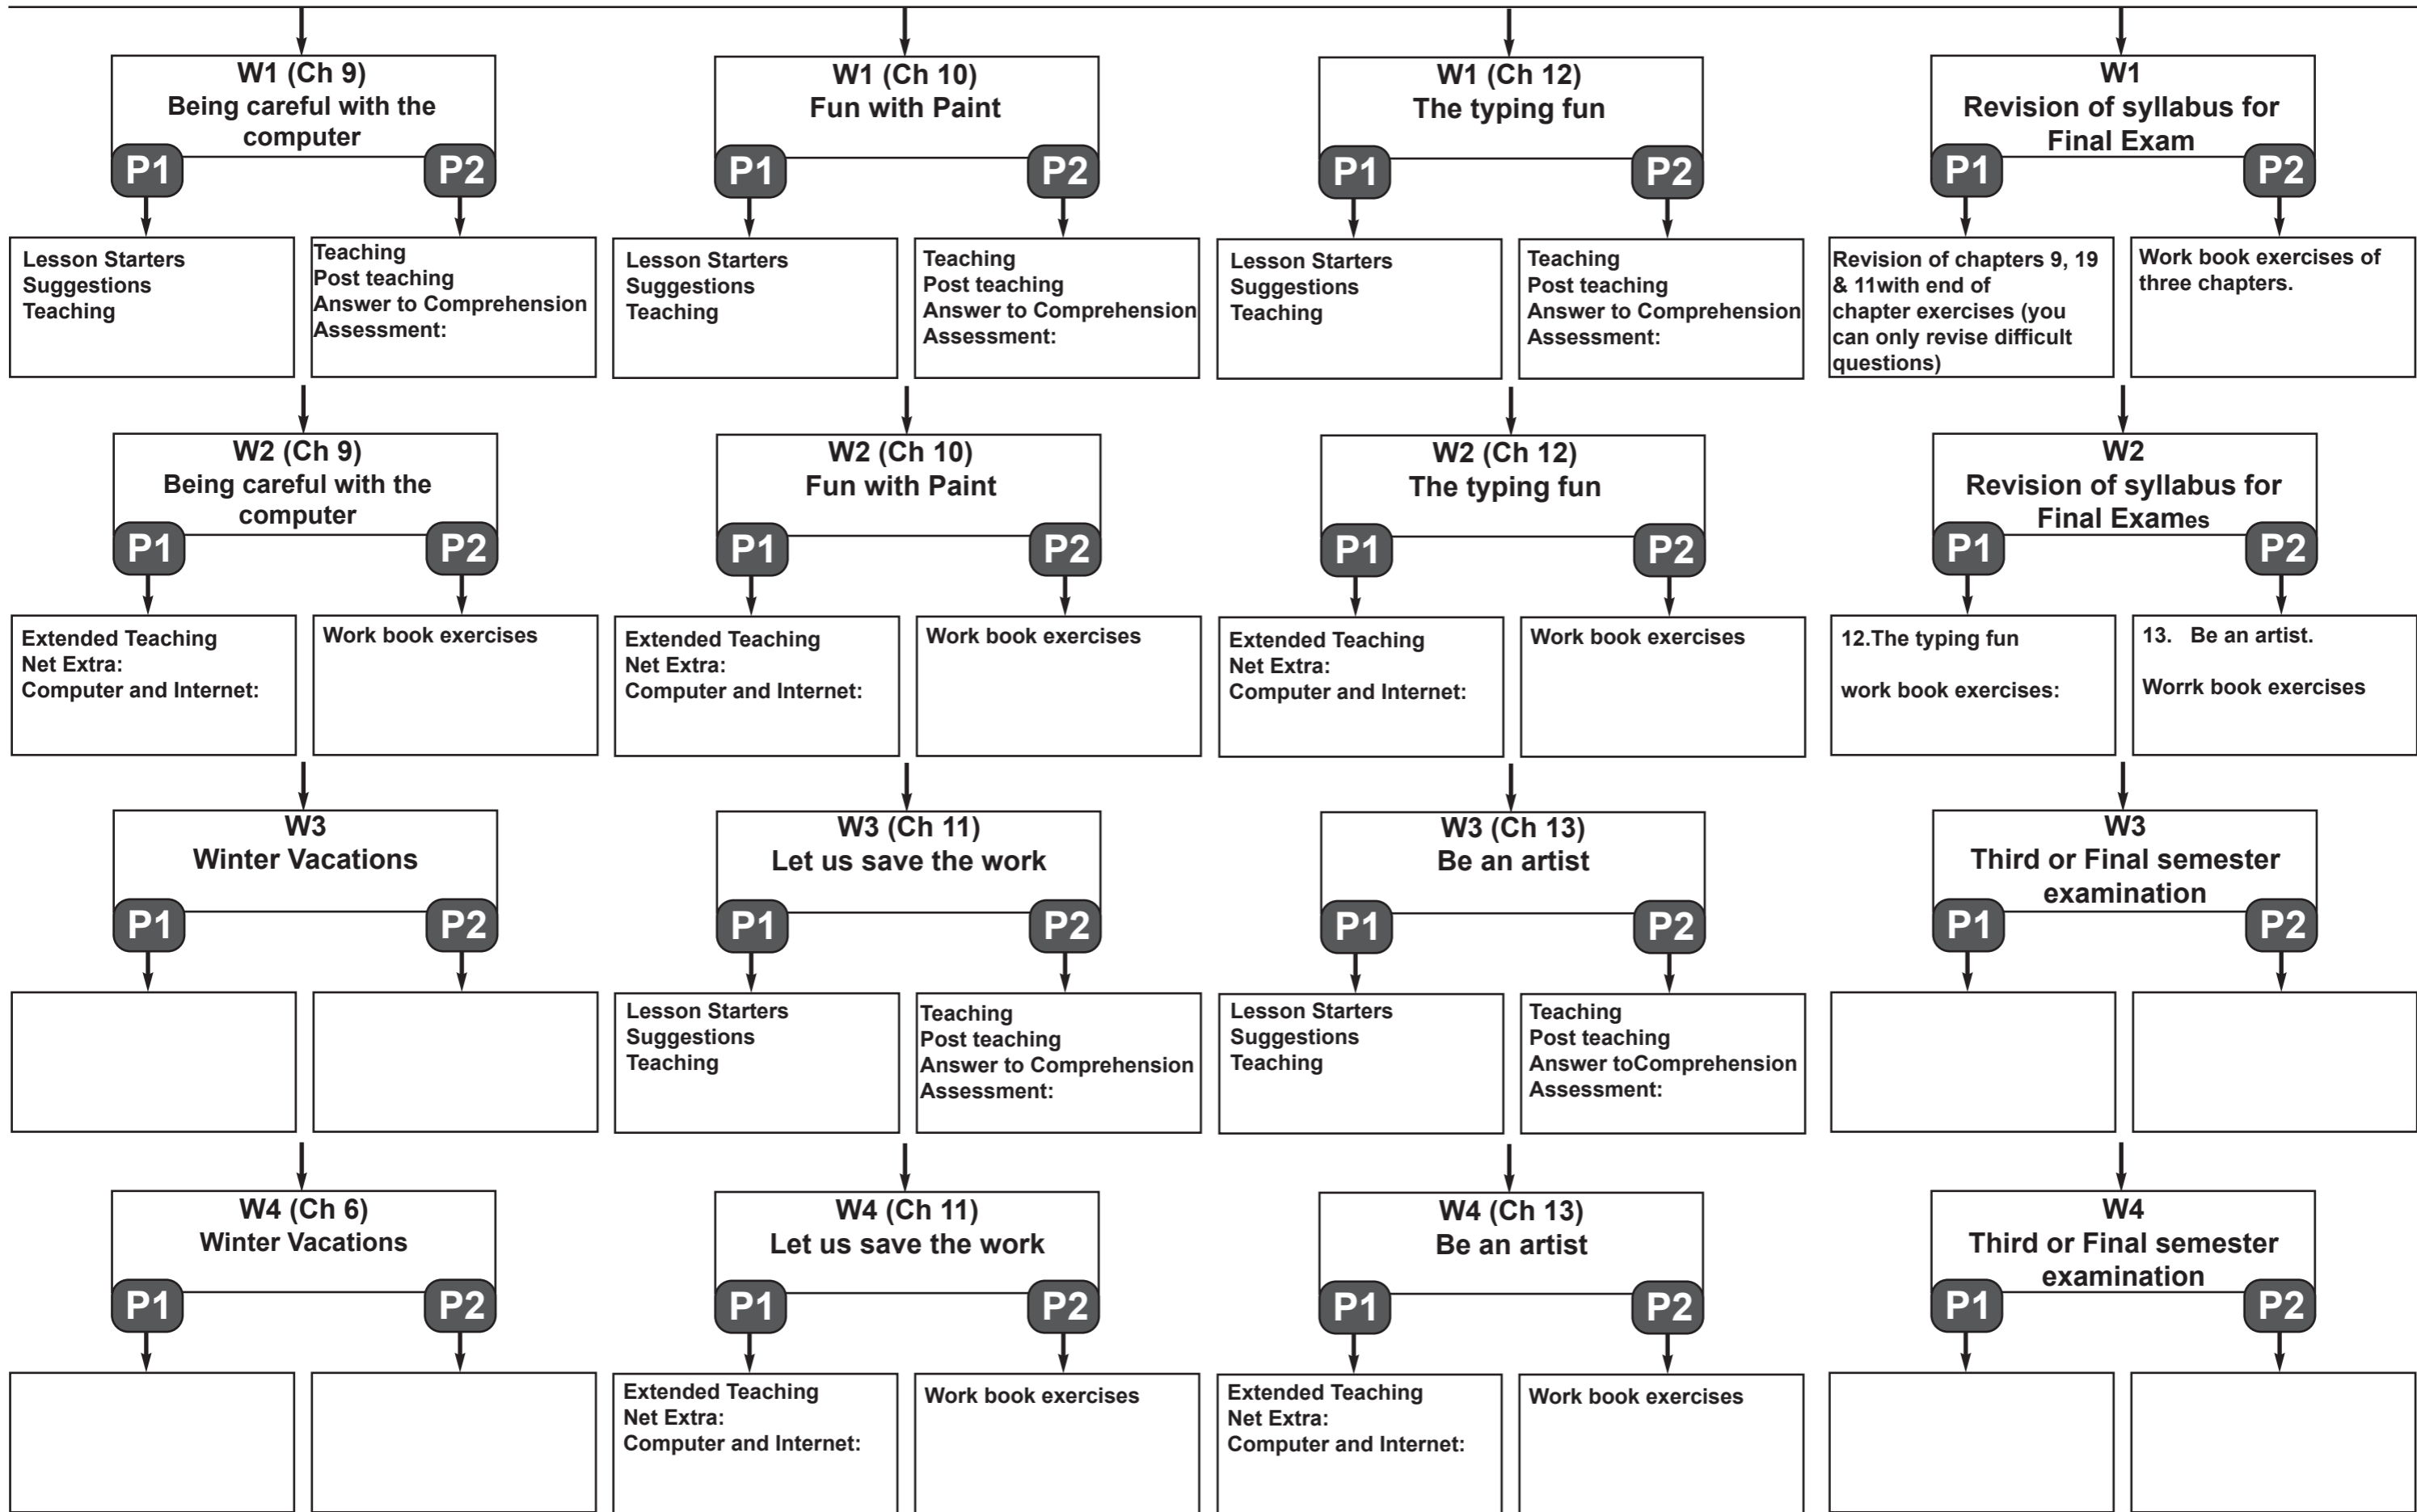 W1 (Ch 9)
Being careful with the
computer
P1
P2
Lesson Starters
Suggestions
Teaching
Teaching
Post teaching
Answer to Comprehension
Assessment:
W2 (Ch 9)
Being careful with the
computer
P1
P2
Extended Teaching
Net Extra:
Computer and Internet:
Work book exercises
W3
Winter Vacations
P1
P2
W4 (Ch 6)
Winter Vacations
P1
P2
W1 (Ch 10)
Fun with Paint
P1
P2
Lesson Starters
Suggestions
Teaching
Teaching
Post teaching
Answer to Comprehension
Assessment:
W2 (Ch 10)
Fun with Paint
P1
P2
Extended Teaching
Net Extra:
Computer and Internet:
Work book exercises
W3 (Ch 11)
Let us save the work
P1
P2
Lesson Starters
Suggestions
Teaching
Teaching
Post teaching
Answer to Comprehension
Assessment:
W4 (Ch 11)
Let us save the work
P1
P2
Extended Teaching
Net Extra:
Computer and Internet:
Work book exercises
W1 (Ch 12)
The typing fun
P1
P2
Lesson Starters
Suggestions
Teaching
Teaching
Post teaching
Answer to Comprehension
Assessment:
W2 (Ch 12)
The typing fun
P1
P2
Extended Teaching
Net Extra:
Computer and Internet:
Work book exercises
W3 (Ch 13)
Be an artist
P1
P2
Lesson Starters
Suggestions
Teaching
Teaching
Post teaching
Answer toComprehension
Assessment:
W4 (Ch 13)
Be an artist
P1
P2
Extended Teaching
Net Extra:
Computer and Internet:
Work book exercises
W1
Revision of syllabus for
Final Exam
P1
P2
Revision of chapters 9, 19
& 11with end of
chapter exercises (you
can only revise difficult
questions)
Work book exercises of
three chapters.
W2
Revision of syllabus for
Final Exames
P1
P2
12.The typing fun
work book exercises:
13. Be an artist.
Worrk book exercises
W3
Third or Final semester
examination
P1
P2
W4
Third or Final semester
examination
P1
P2